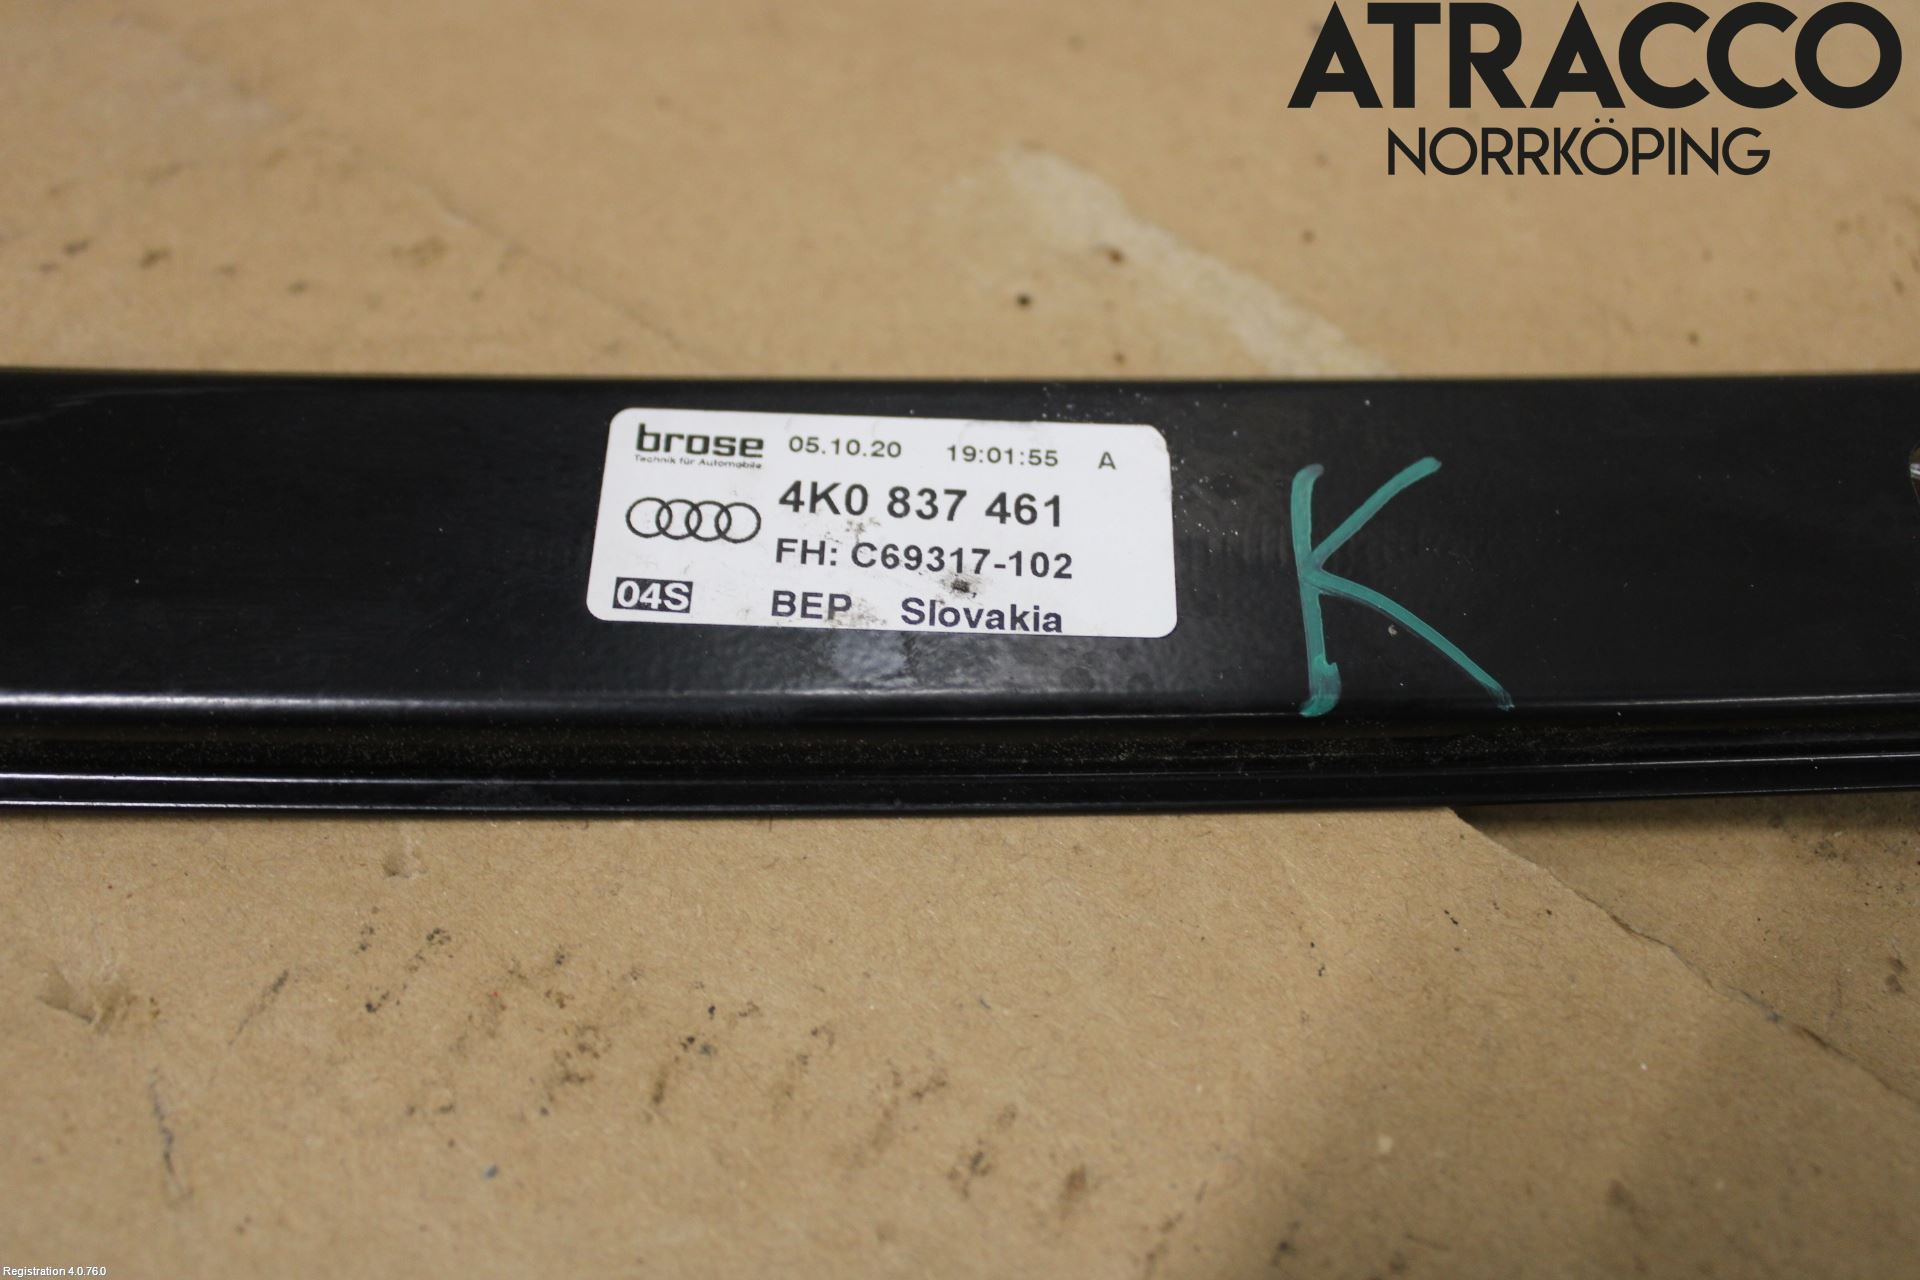 ATRACCO
NORRKÖPING
brose 05.10.20 19:01:55 A
Technik für Automobile
4K0 837 461
FH: C69317-102
04S BEP Slovakia
K
Registration 4.0.76.0